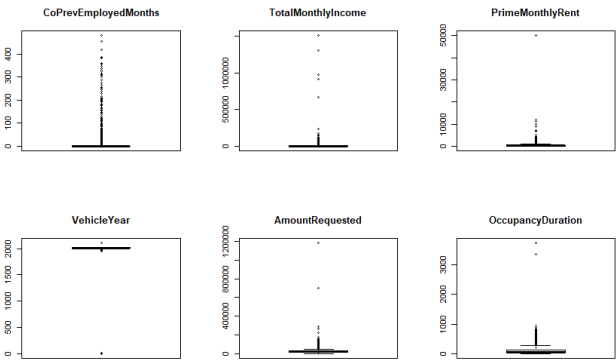 CoPrevEmployedMonths TotalMonthlyIncome PrimeMonthlyRent
0 100 200 300 400
0 500000 1500000
0 10000 30000 50000
VehicleYear AmountRequested OccupancyDuration
0 500 1000 1500 2000
0 400000 800000 1200000
0 1000 2000 3000